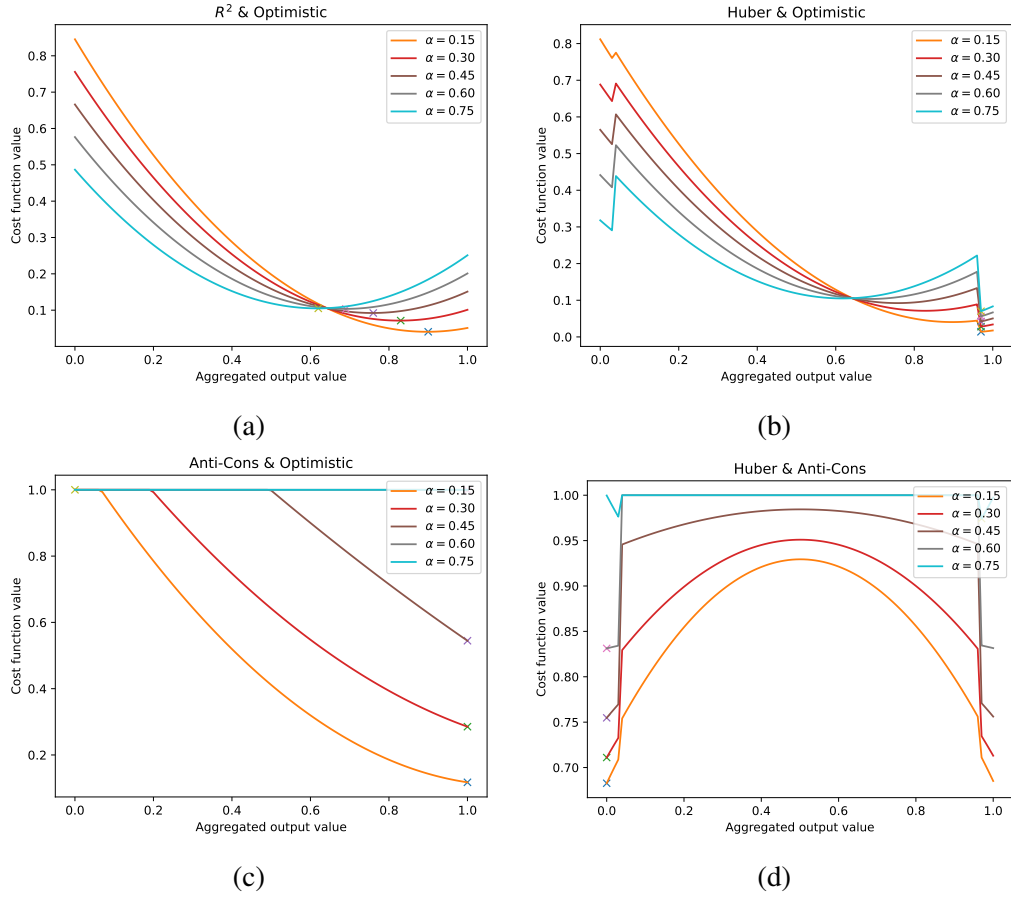 R² & Optimistic
Cost function value
0.8
0.7
0.6
0.5
0.4
0.3
0.2
0.1
α = 0.15
α = 0.30
α = 0.45
α = 0.60
α = 0.75
0.0 0.2 0.4 0.6 0.8 1.0
Aggregated output value
(a)
Huber & Optimistic
Cost function value
0.8
0.7
0.6
0.5
0.4
0.3
0.2
0.1
0.0
α = 0.15
α = 0.30
α = 0.45
α = 0.60
α = 0.75
0.0 0.2 0.4 0.6 0.8 1.0
Aggregated output value
(b)
Anti-Cons & Optimistic
Cost function value
1.0
0.8
0.6
0.4
0.2
α = 0.15
α = 0.30
α = 0.45
α = 0.60
α = 0.75
0.0 0.2 0.4 0.6 0.8 1.0
Aggregated output value
(c)
Huber & Anti-Cons
Cost function value
1.00
0.95
0.90
0.85
0.80
0.75
0.70
α = 0.15
α = 0.30
α = 0.45
α = 0.60
α = 0.75
0.0 0.2 0.4 0.6 0.8 1.0
Aggregated output value
(d)